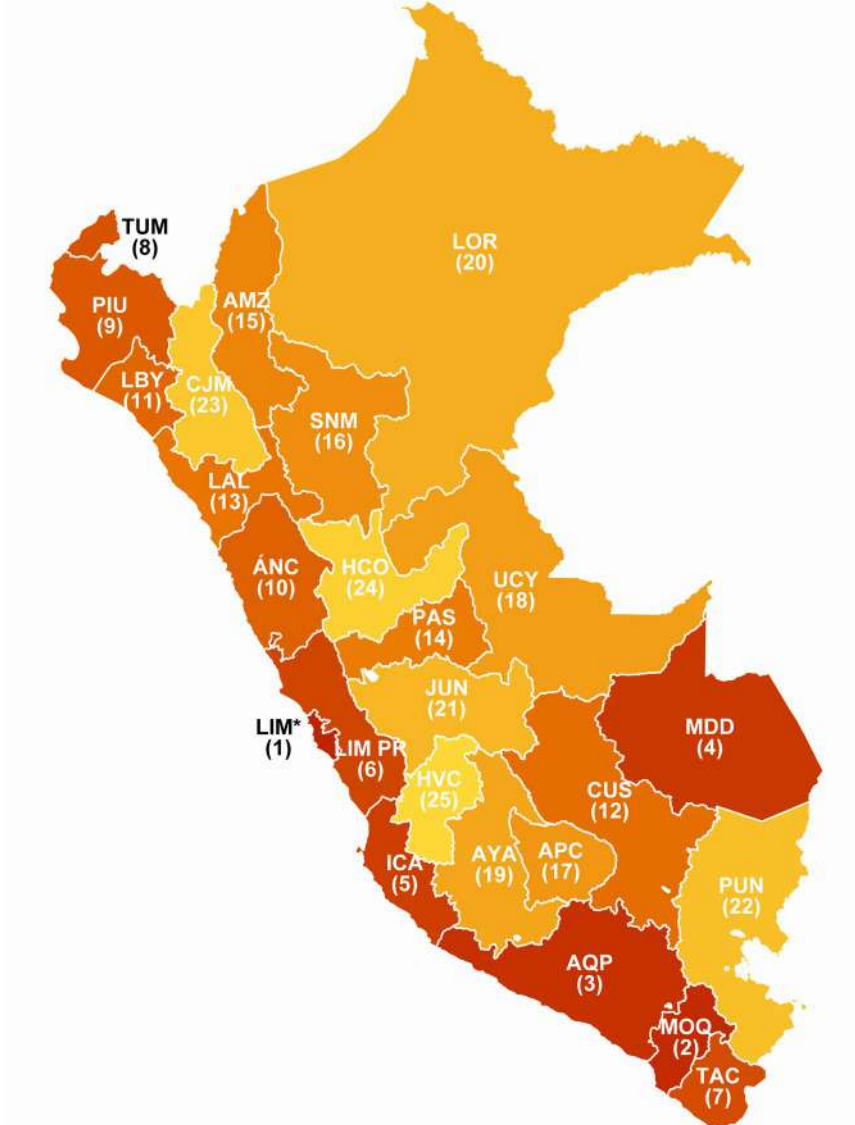 TUM
(8)
LOR
(20)
PIU
(9)
AMZ
(15)
LBY
(11)
CJM
(23)
SNM
(16)
LAL
(13)
ÁNC
(10)
HCO
(24)
UCY
(18)
PAS
(14)
JUN
(21)
LIM*
(1)
LIM PR
(6)
MDD
(4)
HVC
(25)
CUS
(12)
ICA
(5)
AYA
(19)
APC
(17)
PUN
(22)
AQP
(3)
MOQ
(2)
TAC
(7)